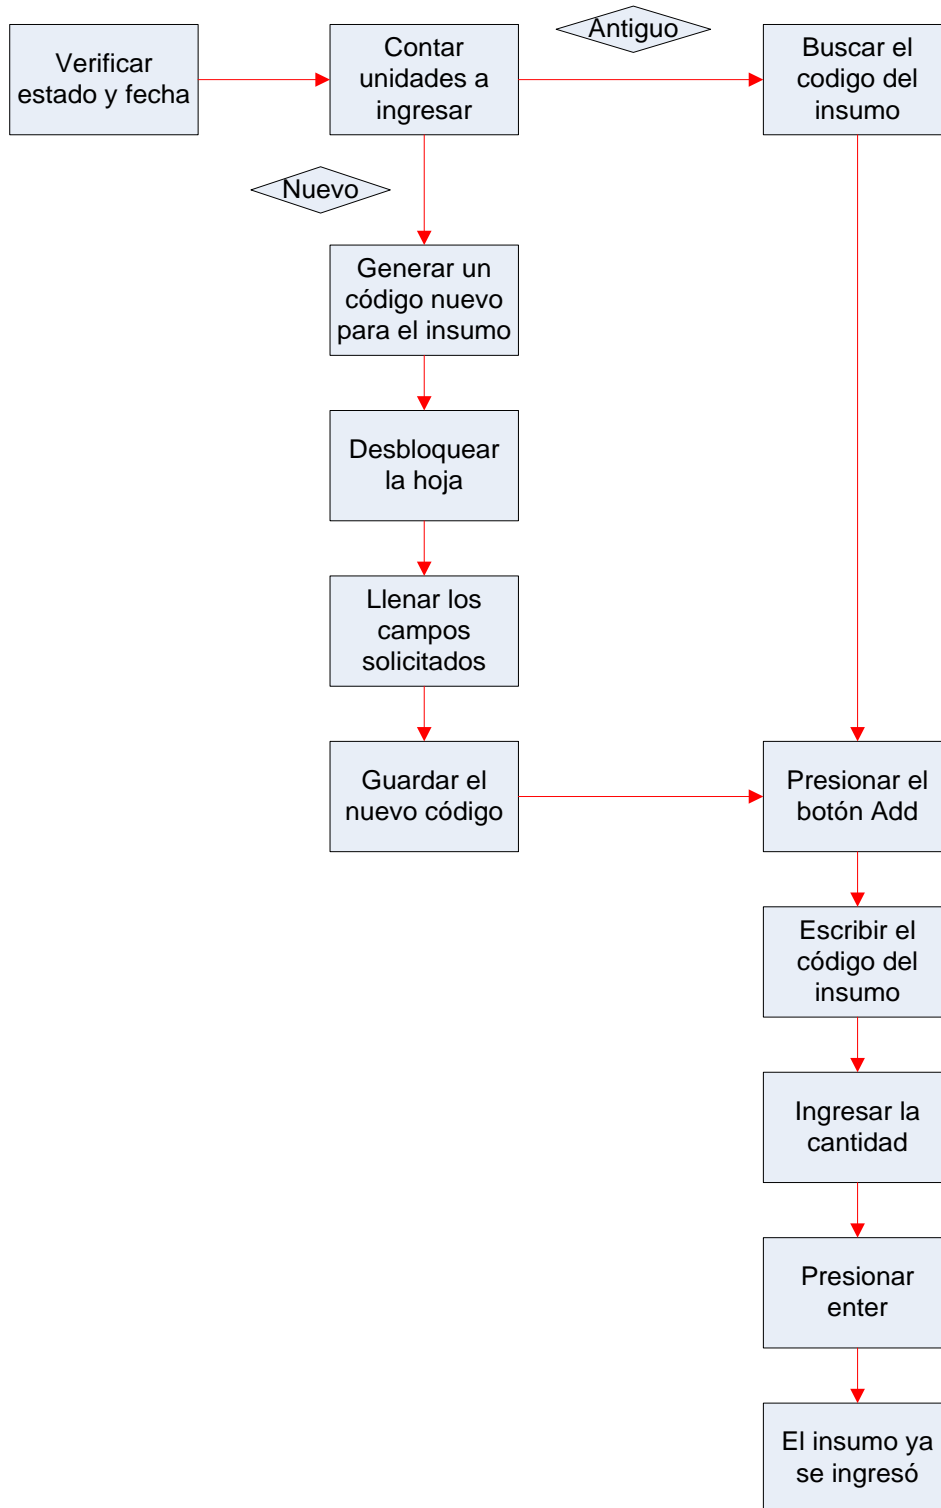 Verificar
estado y fecha
Contar
unidades a
ingresar
Antiguo
Buscar el
codigo del
insumo
Nuevo
Generar un
código nuevo
para el insumo
Desbloquear
la hoja
Llenar los
campos
solicitados
Guardar el
nuevo código
Presionar el
botón Add
Escribir el
código del
insumo
Ingresar la
cantidad
Presionar
enter
El insumo ya
se ingresó